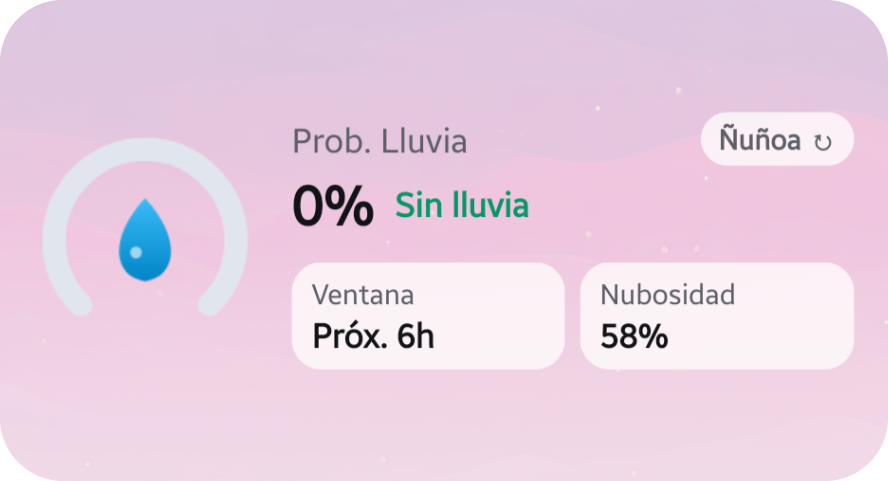 Prob. Lluvia
Ñuñoa ↻
0% Sin lluvia
Ventana
Próx. 6h
Nubosidad
58%